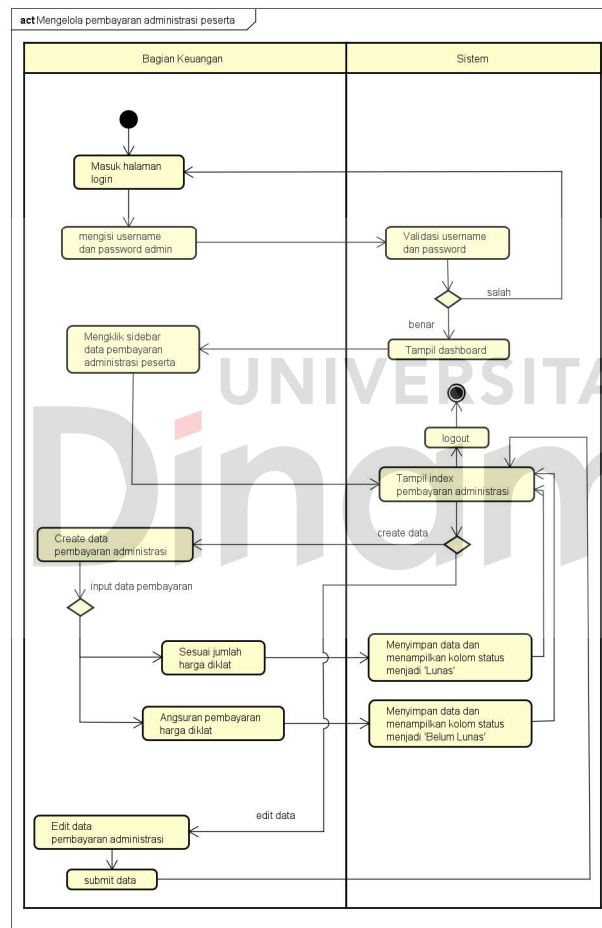 act Mengelola pembayaran administrasi peserta
Bagian Keuangan
Sistem
Masuk halaman
login
mengisi username
dan password admin
Validasi username
dan password
salah
benar
Mengklik sidebar
data pembayaran
administrasi peserta
Tampil dashboard
UNIVERSITA
Dinam
logout
Tampil index
pembayaran administrasi
create data
Create data
pembayaran administrasi
input data pembayaran
Sesuai jumlah
harga diklat
Menyimpan data dan
menampilkan kolom status
menjadi 'Lunas'
Angsuran pembayaran
harga diklat
Menyimpan data dan
menampilkan kolom status
menjadi 'Belum Lunas'
edit data
Edit data
pembayaran administrasi
submit data